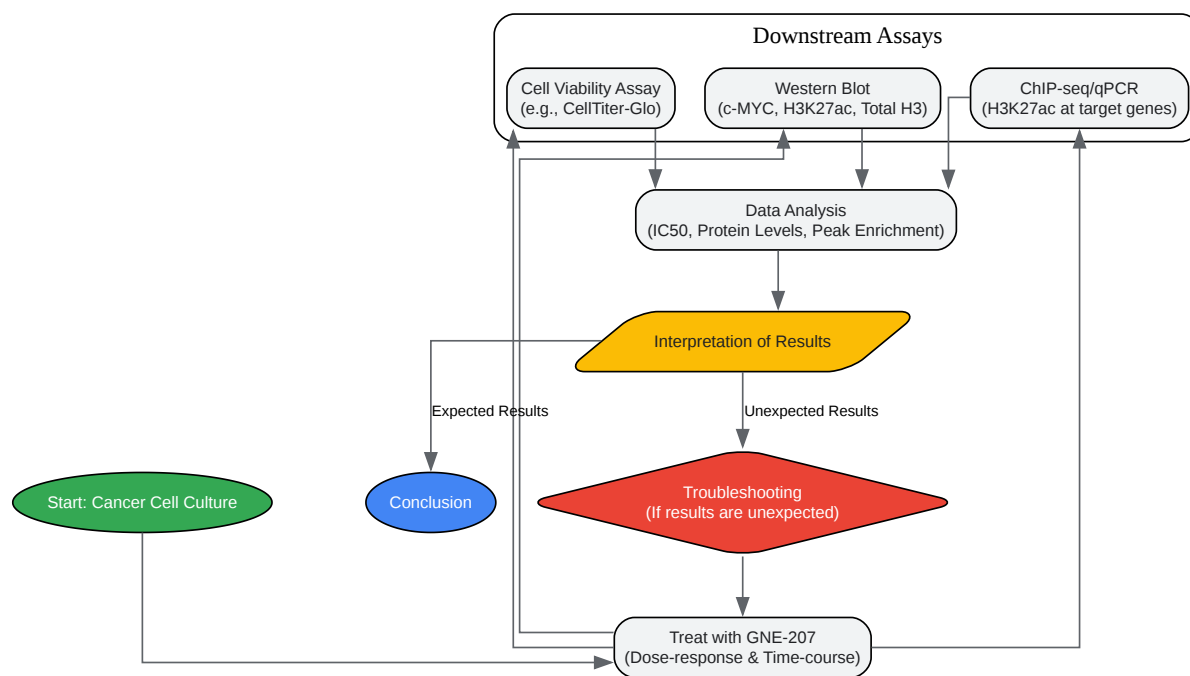 Downstream Assays
Cell Viability Assay
(e.g., CellTiter-Glo)
Western Blot
(c-MYC, H3K27ac, Total H3)
ChIP-seq/qPCR
(H3K27ac at target genes)
Data Analysis
(IC50, Protein Levels, Peak Enrichment)
Interpretation of Results
Expected Results
Unexpected Results
Start: Cancer Cell Culture
Conclusion
Troubleshooting
(If results are unexpected)
Treat with GNE-207
(Dose-response & Time-course)